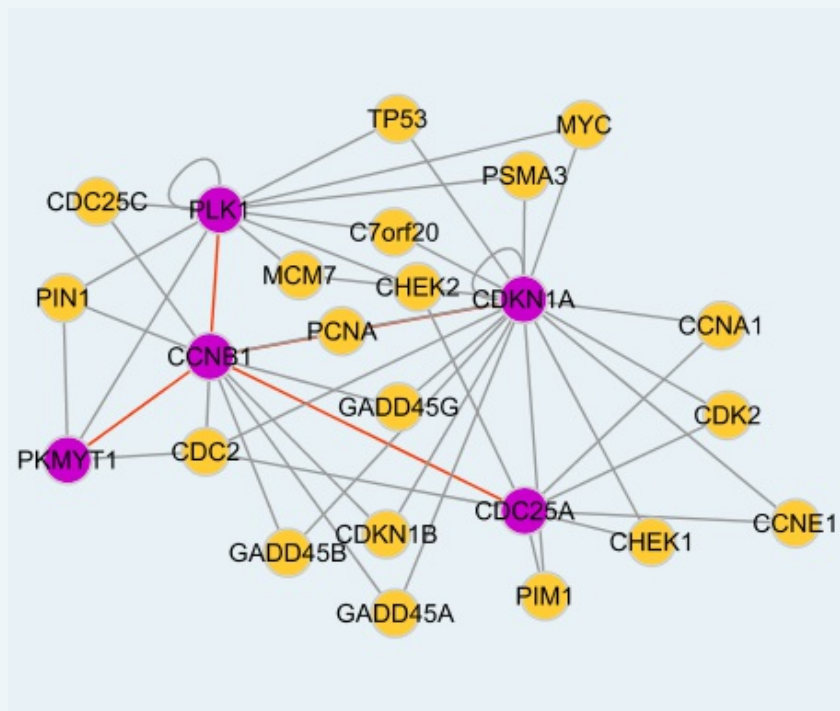 TP53
MYC
PSMA3
CDC25C
PLK1
C7orf20
MCM7
CHEK2
PIN1
CDKN1A
PCNA
CCNA1
CCNB1
GADD45G
CDK2
PKMYT1
CDC2
CDC25A
CCNE1
CDKN1B
CHEK1
GADD45B
PIM1
GADD45A